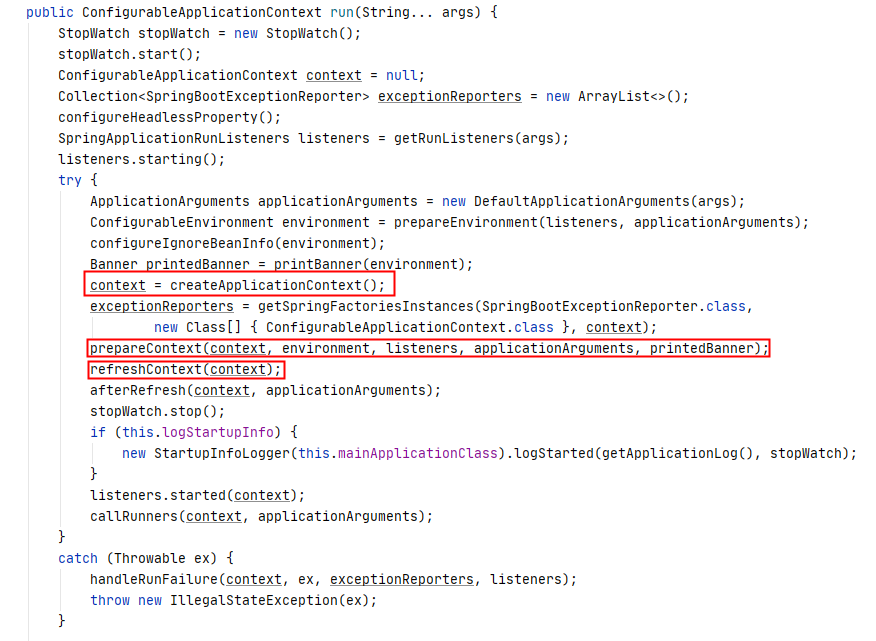 public ConfigurableApplicationContext run(String... args) {
StopWatch stopWatch = new StopWatch();
stopWatch.start();
ConfigurableApplicationContext context = null;
Collection<SpringBootExceptionReporter> exceptionReporters = new ArrayList<>();
configureHeadlessProperty();
SpringApplicationRunListeners listeners = getRunListeners(args);
listeners.starting();
try {
ApplicationArguments applicationArguments = new DefaultApplicationArguments(args);
ConfigurableEnvironment environment = prepareEnvironment(listeners, applicationArguments);
configureIgnoreBeanInfo(environment);
Banner printedBanner = printBanner(environment);
context = createApplicationContext();
exceptionReporters = getSpringFactoriesInstances(SpringBootExceptionReporter.class,
new Class[] { ConfigurableApplicationContext.class }, context);
prepareContext(context, environment, listeners, applicationArguments, printedBanner);
refreshContext(context);
afterRefresh(context, applicationArguments);
stopWatch.stop();
if (this.logStartupInfo) {
new StartupInfoLogger(this.mainApplicationClass).logStarted(getApplicationLog(), stopWatch);
}
listeners.started(context);
callRunners(context, applicationArguments);
}
catch (Throwable ex) {
handleRunFailure(context, ex, exceptionReporters, listeners);
throw new IllegalStateException(ex);
}